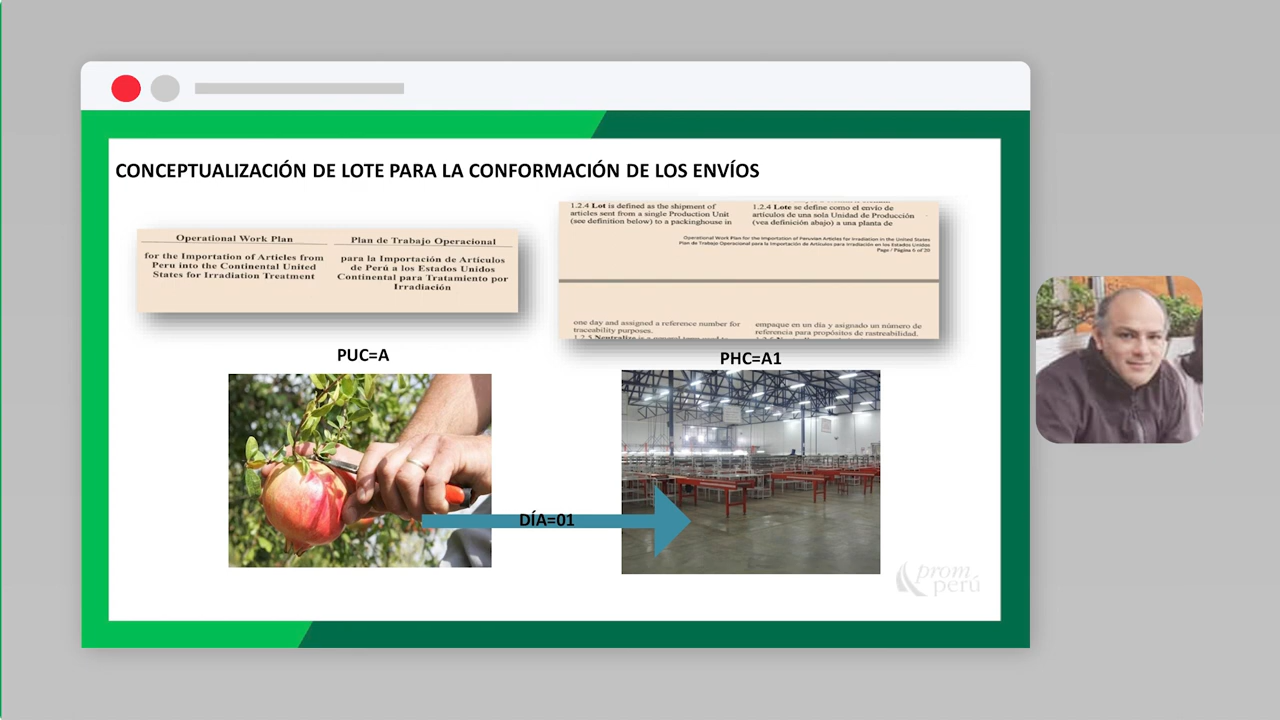 CONCEPTUALIZACIÓN DE LOTE PARA LA CONFORMACIÓN DE LOS ENVÍOS
Operational Work Plan
for the Importation of Articles from
Peru into the Continental United
States for Irradiation Treatment
Plan de Trabajo Operacional
para la Importación de Artículos
de Perú a los Estados Unidos
Continental para Tratamiento por
Irradiación
1.2.4 Lot is defined as the shipment of
articles sent from a single Production Unit
(see definition below) to a packinghouse in
1.2.4 Lote se define como el envío de
artículos de una sola Unidad de Producción
(vea definición abajo) a una planta de
Operational Work Plan for the Importation of Peruvian Articles for Irradiation in the United States
Plan de Trabajo Operacional para la Importación de Artículos para Irradiación en los Estados Unidos
Page / Página 6 of 20
one day and assigned a reference number for
traceability purposes.
empaque en un día y asignado un número de
referencia para propósitos de rastreabilidad.
PUC=A
PHC=A1
DÍA=01
prom
perú